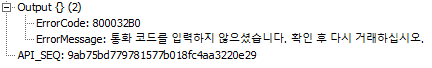 Output {} (2)
ErrorCode: 800032B0
ErrorMessage: 통화 코드를 입력하지 않으셨습니다. 확인 후 다시 거래하십시오.
API_SEQ: 9ab75bd779781577b018fc4aa3220e29